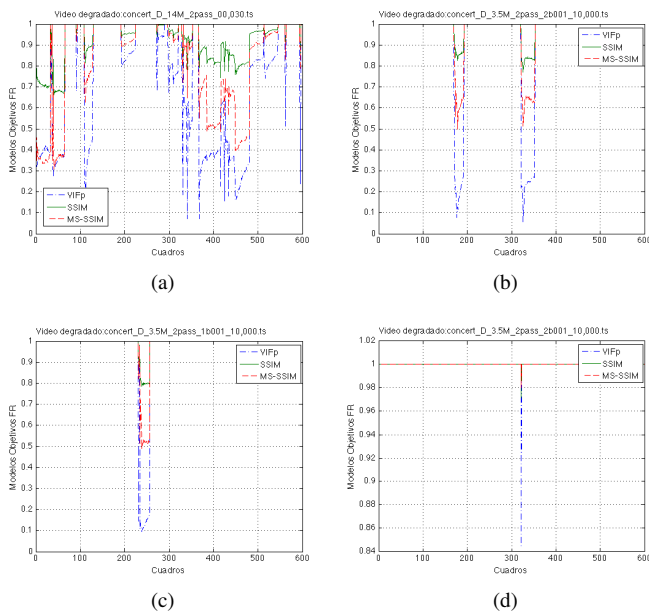 Video degradado:concert_D_14M_2pass_00,030.ts
Modelos Objetivos FR
1
0.9
0.8
0.7
0.6
0.5
0.4
0.3
0.2
0.1
0
VIFp
SSIM
MS-SSIM
0 100 200 300 400 500 600
Cuadros
(a)
Video degradado:concert_D_3.5M_2pass_2b001_10,000.ts
Modelos Objetivos FR
1
0.9
0.8
0.7
0.6
0.5
0.4
0.3
0.2
0.1
0
VIFp
SSIM
MS-SSIM
0 100 200 300 400 500 600
Cuadros
(b)
Video degradado:concert_D_3.5M_2pass_1b001_10,000.ts
Modelos Objetivos FR
1
0.9
0.8
0.7
0.6
0.5
0.4
0.3
0.2
0.1
0
VIFp
SSIM
MS-SSIM
0 100 200 300 400 500 600
Cuadros
(c)
Video degradado:concert_D_3.5M_2pass_2b001_10,000.ts
Modelos Objetivos FR
1.02
1
0.98
0.96
0.94
0.92
0.9
0.88
0.86
0.84
VIFp
SSIM
MS-SSIM
0 100 200 300 400 500 600
Cuadros
(d)